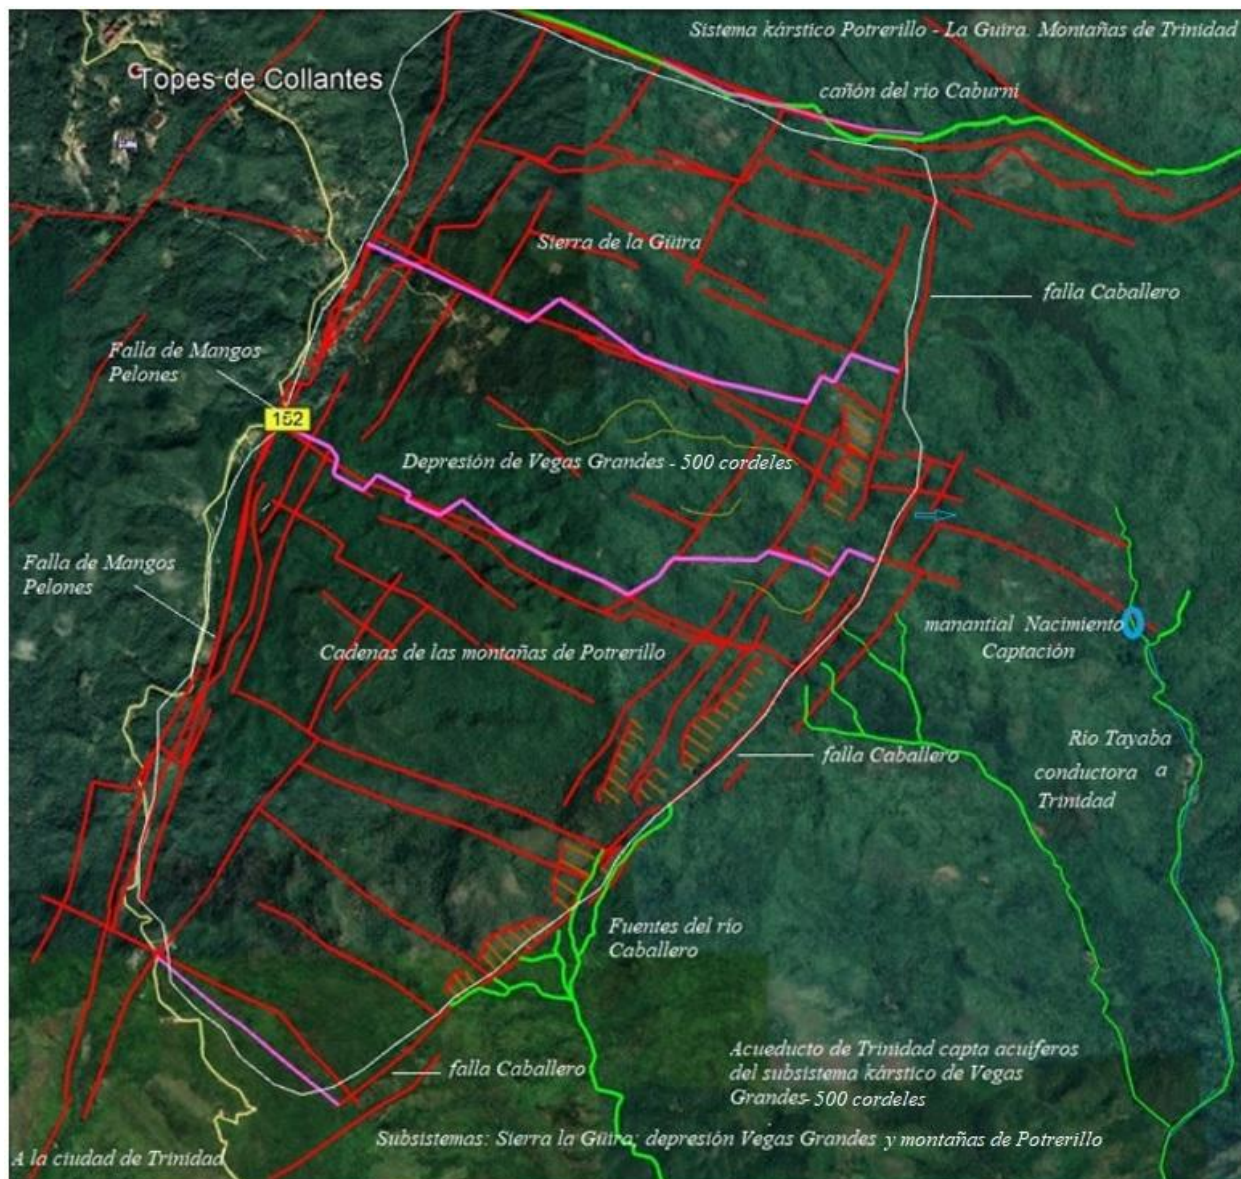 Sistema kárstico Potrerillo - La Guira. Montañas de Trinidad
Topes de Collantes
cañón del río Caburni
Sierra de la Güira
falla Caballero
Falla de Mangos
Pelones
152
Depresión de Vegas Grandes - 500 cordeles
Falla de Mangos
Pelones
manantial Nacimiento
Captación
Cadenas de las montañas de Potrerillo
Río Tayaba
conductora a
Trinidad
falla Caballero
Fuentes del río
Caballero
Acueducto de Trinidad capta acuíferos
del subsistema kárstico de Vegas
Grandes- 500 cordeles
falla Caballero
Subsistemas: Sierra la Güira; depresión Vegas Grandes y montañas de Potrerillo
A la ciudad de Trinidad